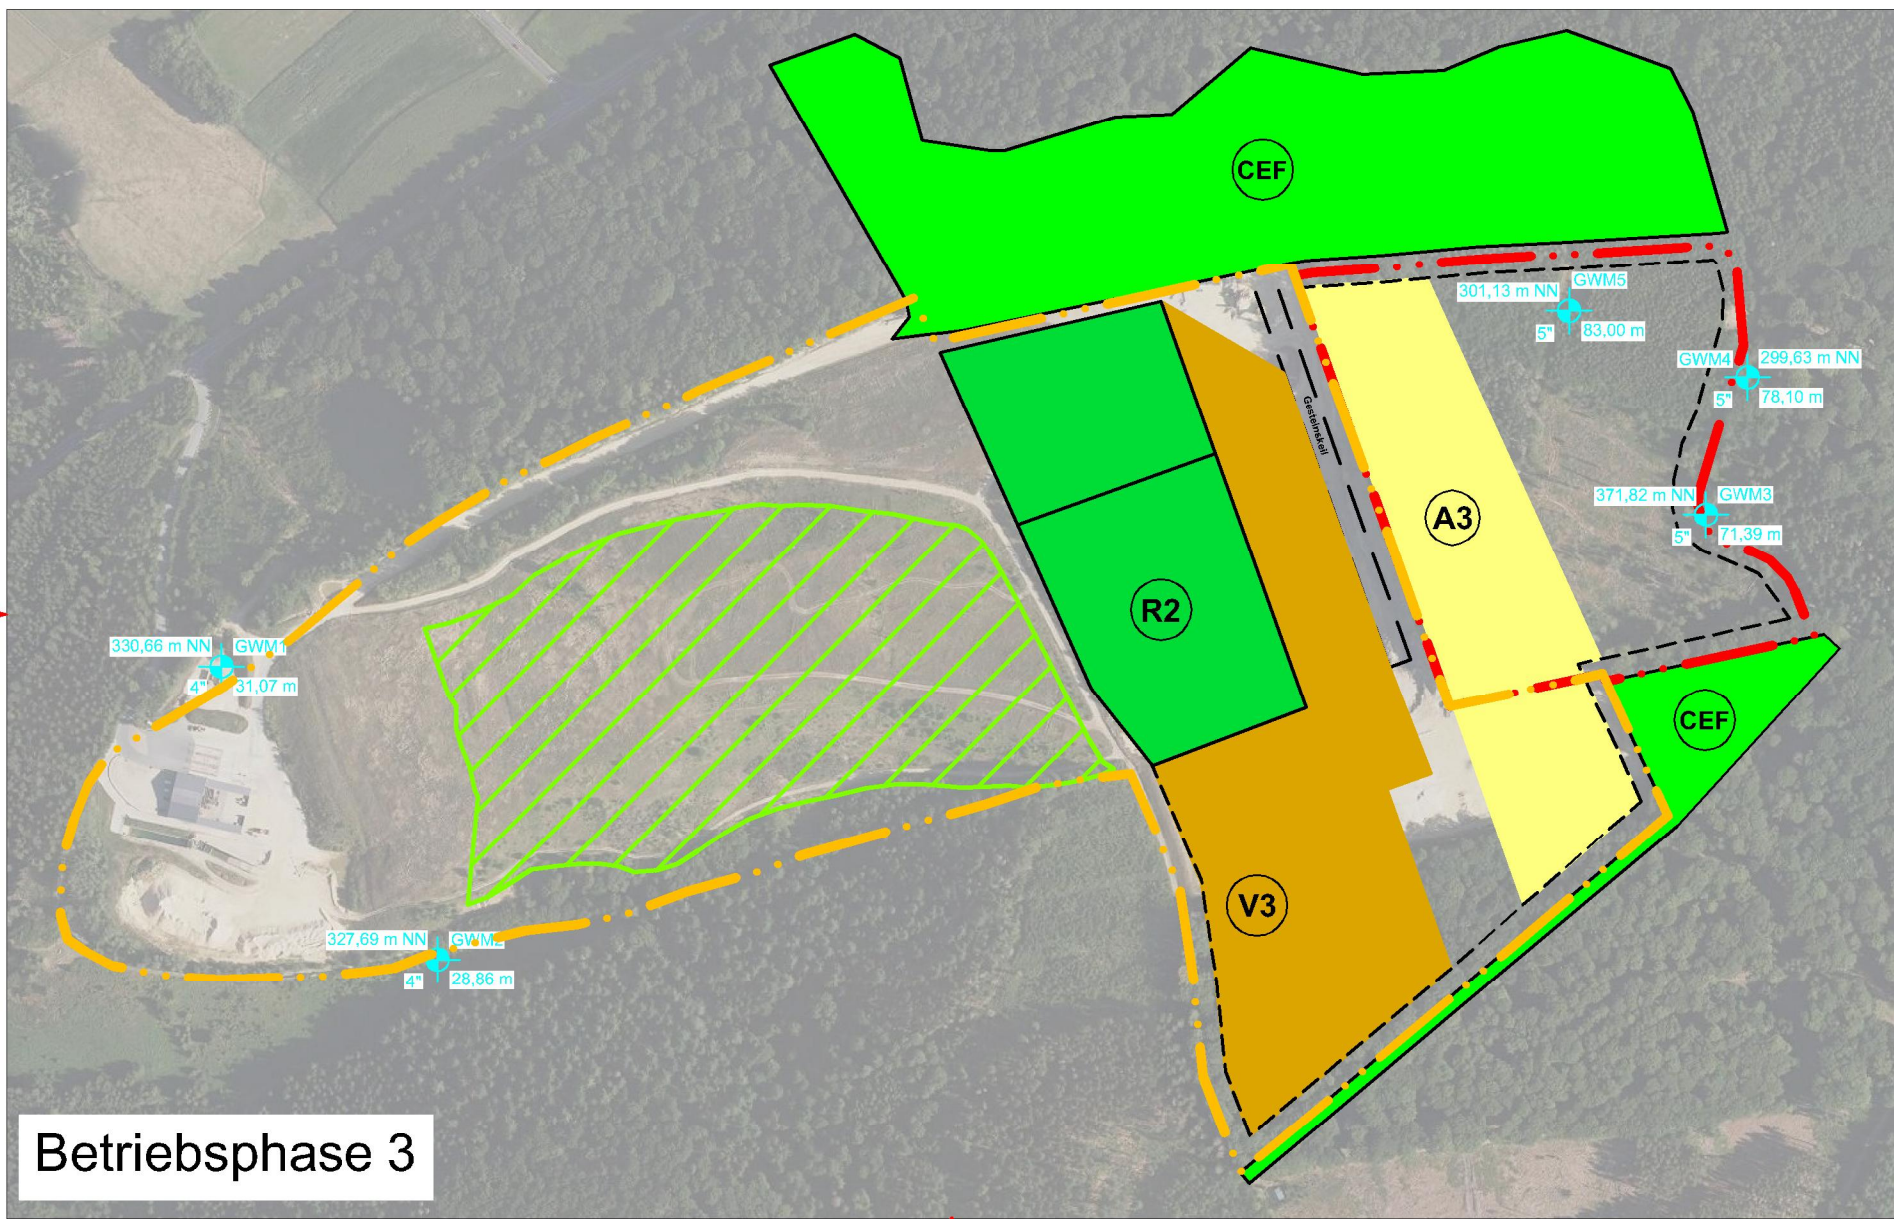 CEF
301,13 m NN
GWM5
5"
83,00 m
GWM4
299,63 m NN
5"
78,10 m
Gesteinskeil
371,82 m NN
GWM3
5"
71,39 m
A3
R2
330,66 m NN
GWM1
4"
31,07 m
CEF
V3
327,69 m NN
GWM2
4"
28,86 m
Betriebsphase 3